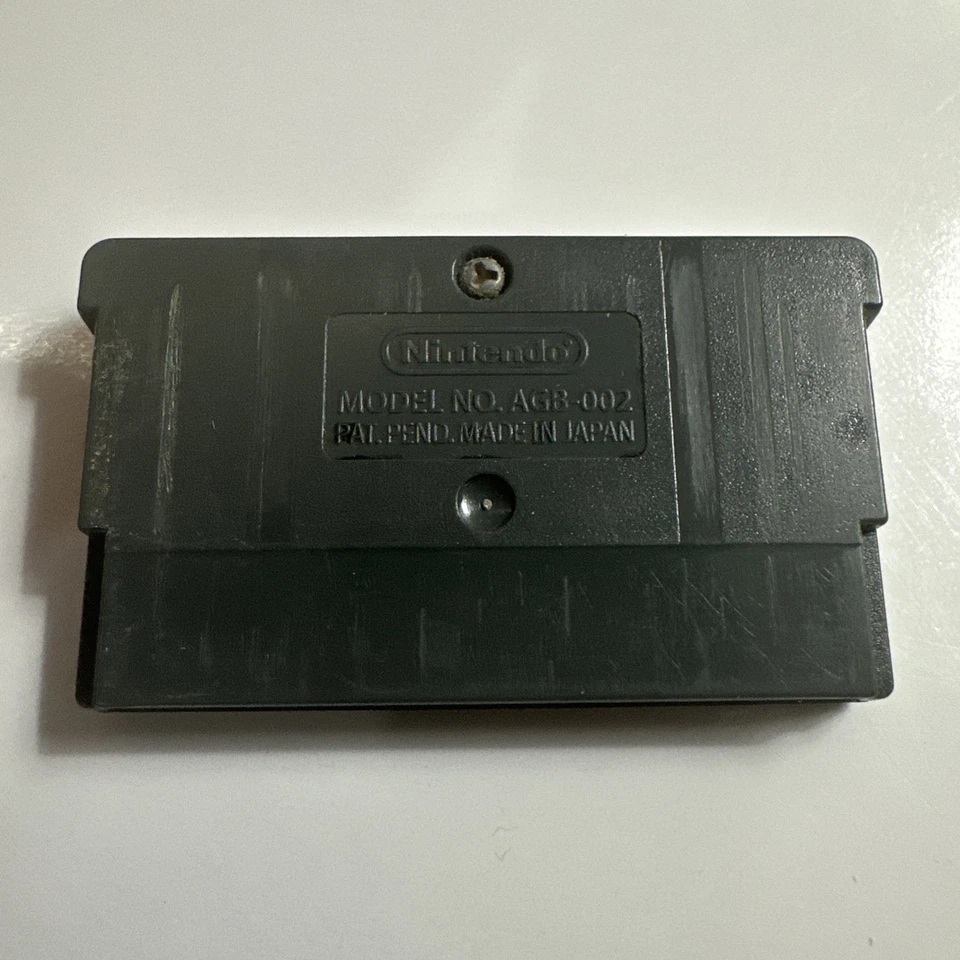 Nintendo®
MODEL NO. AGB-002
PAT. PEND. MADE IN JAPAN